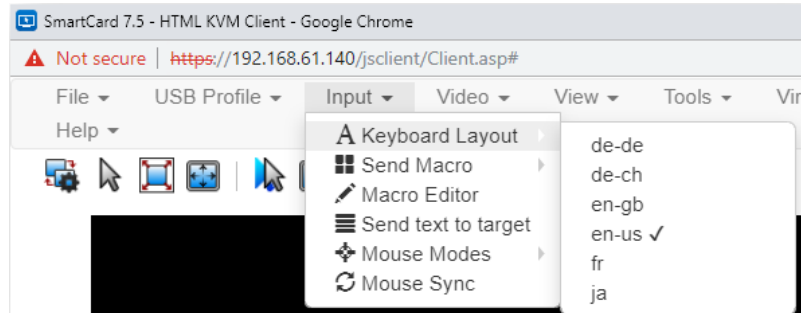 SmartCard 7.5 - HTML KVM Client - Google Chrome
Not secure | https://192.168.61.140/jsclient/Client.asp#
File USB Profile Input Video View Tools
Help
A Keyboard Layout
Send Macro
Macro Editor
Send text to target
Mouse Modes
Mouse Sync
de-de
de-ch
en-gb
en-us ✓
fr
ja